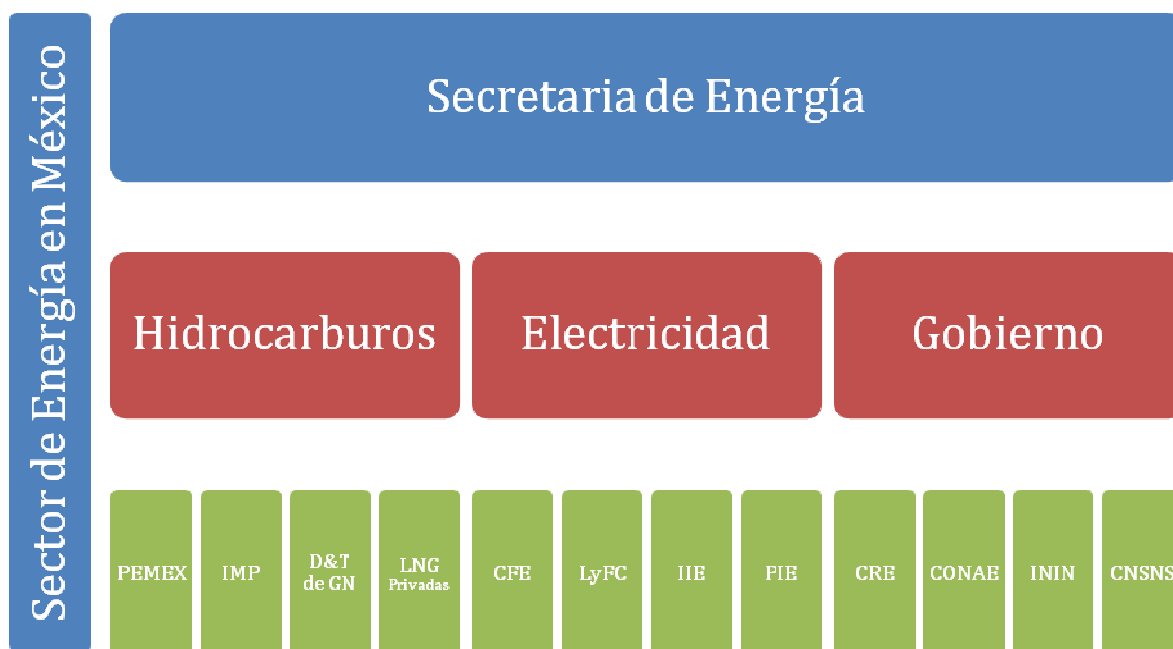 Sector de Energía en México
Secretaria de Energía
Hidrocarburos
Electricidad
Gobierno
PEMEX
IMP
D&T
de GN
LNG
Privadas
CFE
LyFC
IIE
PIE
CRE
CONAE
ININ
CNSNS